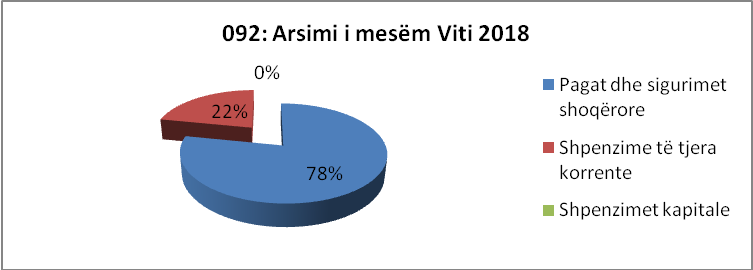 092: Arsimi i mesëm Viti 2018
0%
22%
78%
Pagat dhe sigurimet
shoqërore
Shpenzime të tjera
korrente
Shpenzimet kapitale